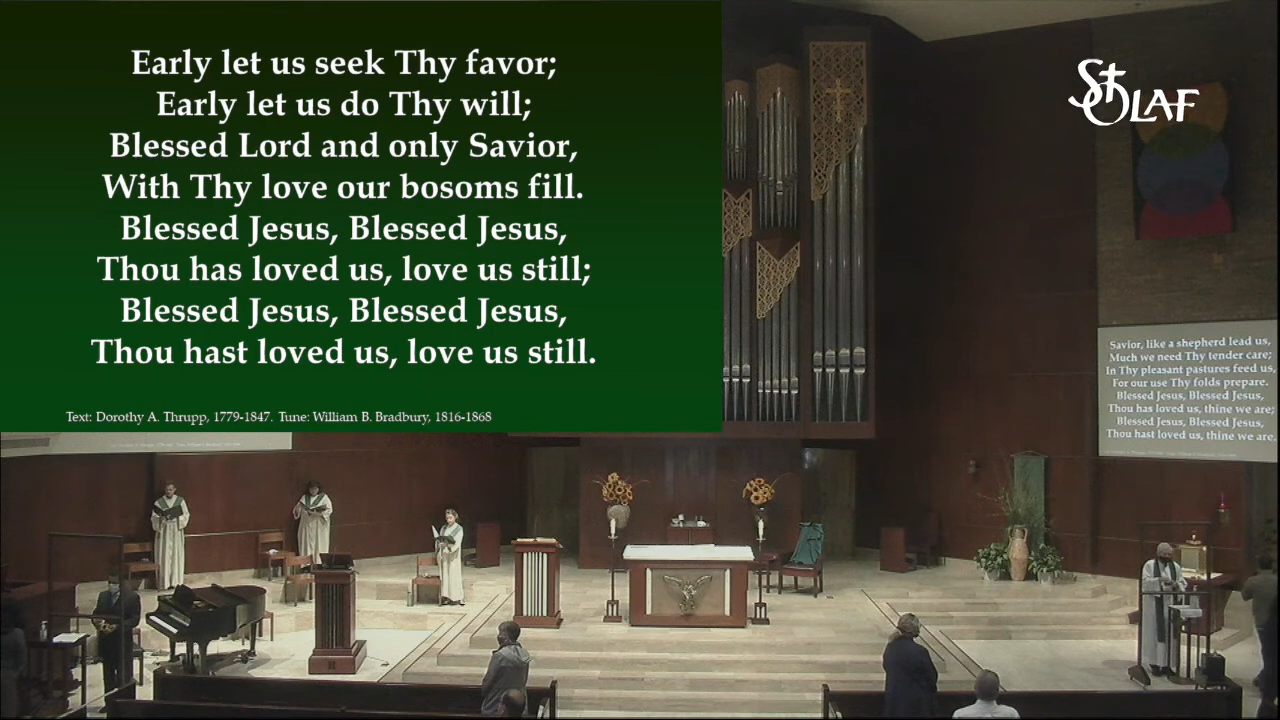 Early let us seek Thy favor;
Early let us do Thy will;
Blessed Lord and only Savior,
With Thy love our bosoms fill.
Blessed Jesus, Blessed Jesus,
Thou has loved us, love us still;
Blessed Jesus, Blessed Jesus,
Thou hast loved us, love us still.
Text: Dorothy A. Thrupp, 1779-1847. Tune: William B. Bradbury, 1816-1868
St OLAF
Savior, like a shepherd lead us,
Much we need Thy tender care;
In Thy pleasant pastures feed us,
For our use Thy folds prepare.
Blessed Jesus, Blessed Jesus,
Thou has loved us, thine we are;
Blessed Jesus, Blessed Jesus,
Thou hast loved us, thine we are.